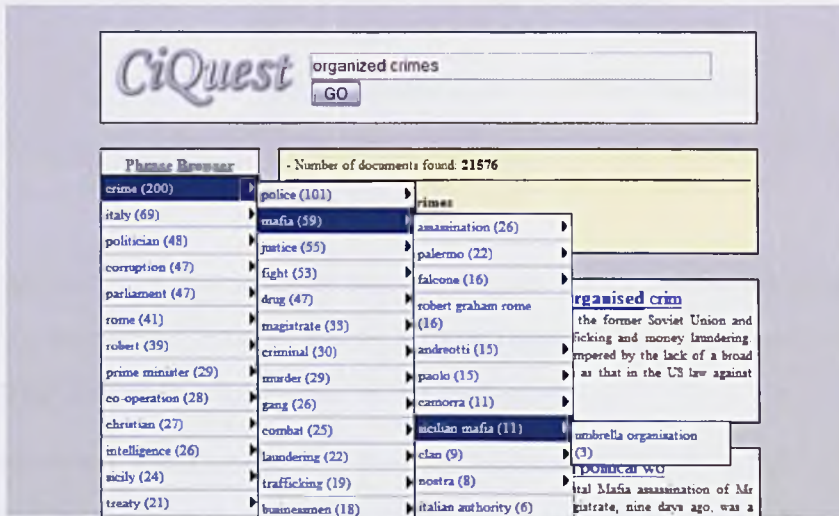 CiQuest
organized crimes
GO
Phrase Browser
- Number of documents found: 21576
crime (200)
italy (69)
politician (48)
corruption (47)
parliament (47)
rome (41)
robert (39)
prime minister (29)
co-operation (28)
christian (27)
intelligence (26)
sicily (24)
treaty (21)
police (101)
mafia (59)
justice (55)
fight (53)
drug (47)
magistrate (33)
criminal (30)
murder (29)
gang (26)
combat (25)
laundering (22)
trafficking (19)
businessmen (18)
rimes
assassination (26)
palermo (22)
falcone (16)
robert graham rome
(16)
andreotti (15)
paolo (15)
camorra (11)
sicilian mafia (11)
clan (9)
nostra (8)
italian authority (6)
umbrella organisation
(3)
rganised crim
the former Soviet Union and
ficking and money laundering.
mpered by the lack of a broad
as that in the US law against
political wo
ital Mafia assassination of Mr
gistrate, nine days ago, was a